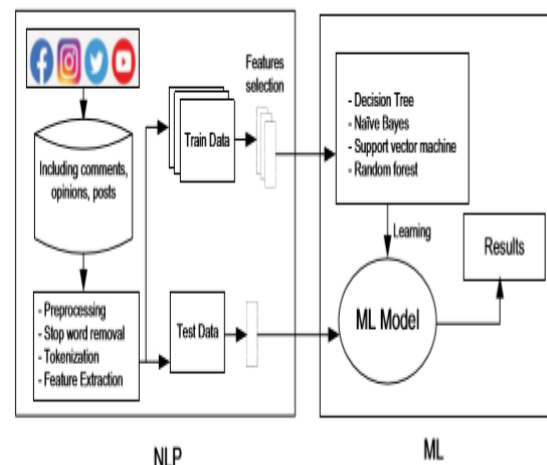 Including comments,
opinions, posts
- Preprocessing
- Stop word removal
- Tokenization
- Feature Extraction
Train Data
Features
selection
Test Data
NLP
- Decision Tree
- Naïve Bayes
- Support vector machine
- Random forest
Learning
ML Model
Results
ML